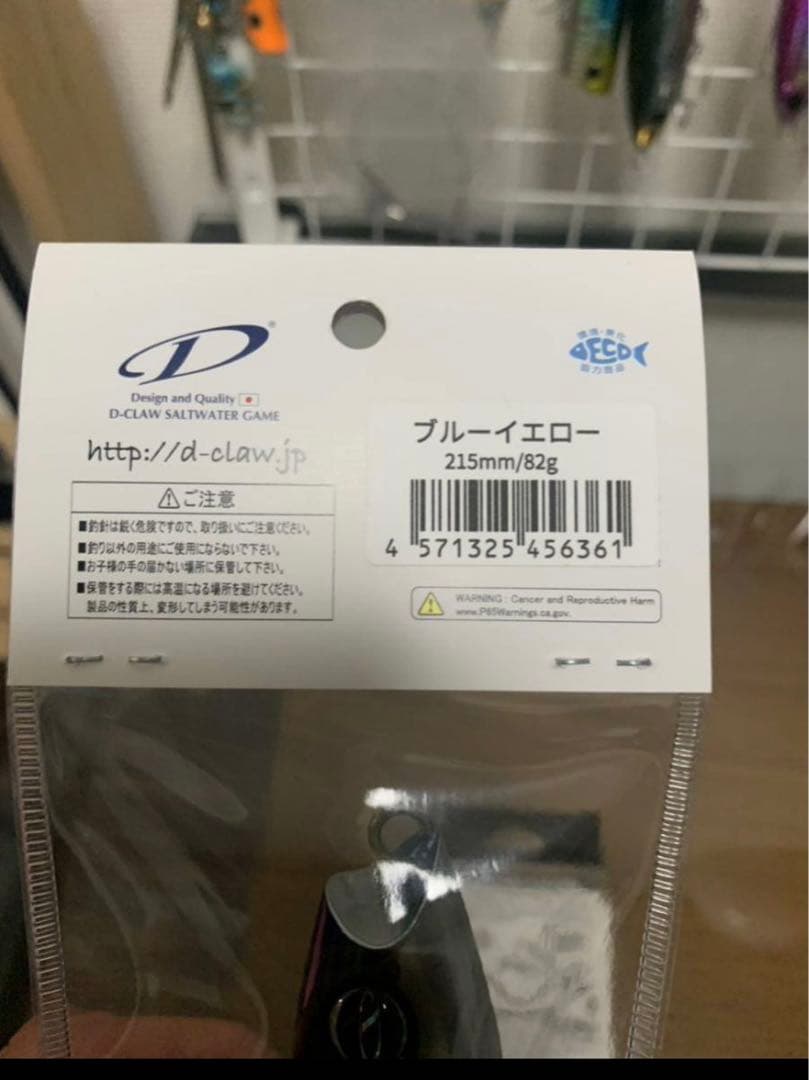 D®
Design and Quality
D-CLAW SALTWATER GAME
http://d-claw.jp
ご注意
■釣針は鋭く危険ですので、取り扱いにご注意ください。
■釣り以外の用途にご使用にならないで下さい。
■お子様の手の届かない場所に保管して下さい。
■保管をする際には高温になる場所を避けてください。
製品の性質上、変形してしまう可能性があります。
ECO
協力商品
ブルーイエロー
215mm/82g
4 571325 456361
WARNING : Cancer and Reproductive Harm
www.P65Warnings.ca.gov.